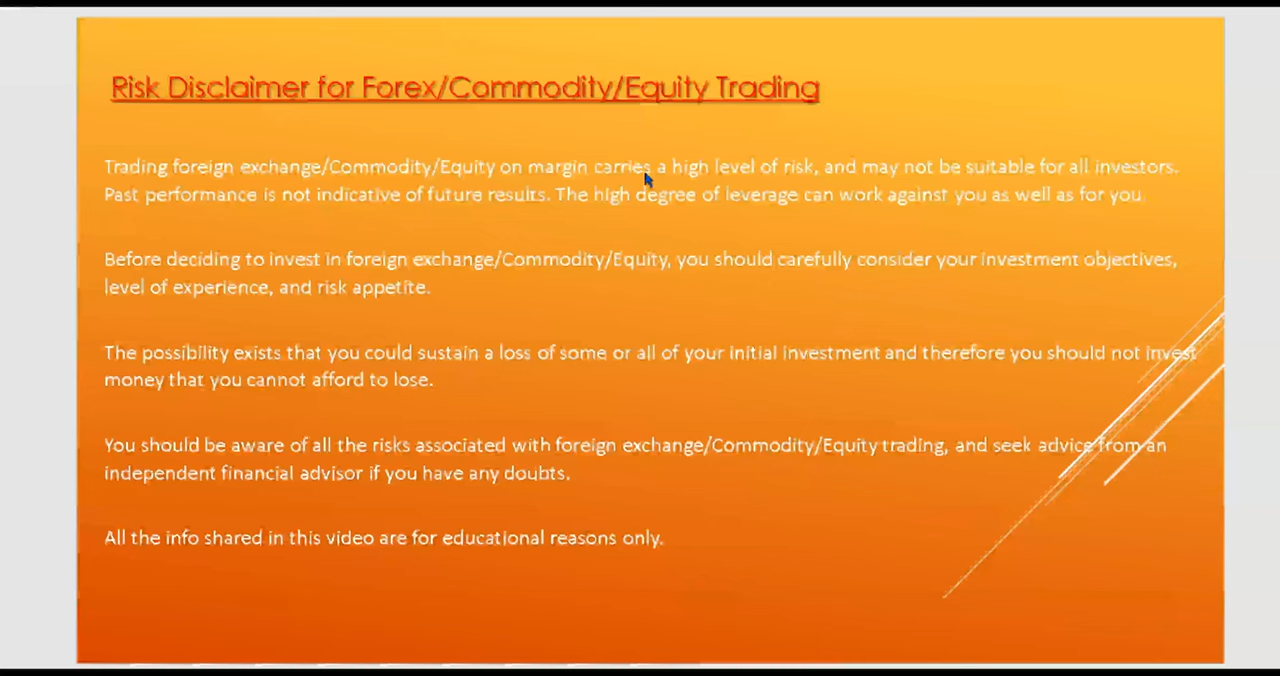 Risk Disclaimer for Forex/Commodity/Equity Trading
Trading foreign exchange/Commodity/Equity on margin carries a high level of risk, and may not be suitable for all investors.
Past performance is not indicative of future results. The high degree of leverage can work against you as well as for you.
Before deciding to invest in foreign exchange/Commodity/Equity, you should carefully consider your investment objectives,
level of experience, and risk appetite.
The possibility exists that you could sustain a loss of some or all of your initial investment and therefore you should not invest
money that you cannot afford to lose.
You should be aware of all the risks associated with foreign exchange/Commodity/Equity trading, and seek advice from an
independent financial advisor if you have any doubts.
All the info shared in this video are for educational reasons only.